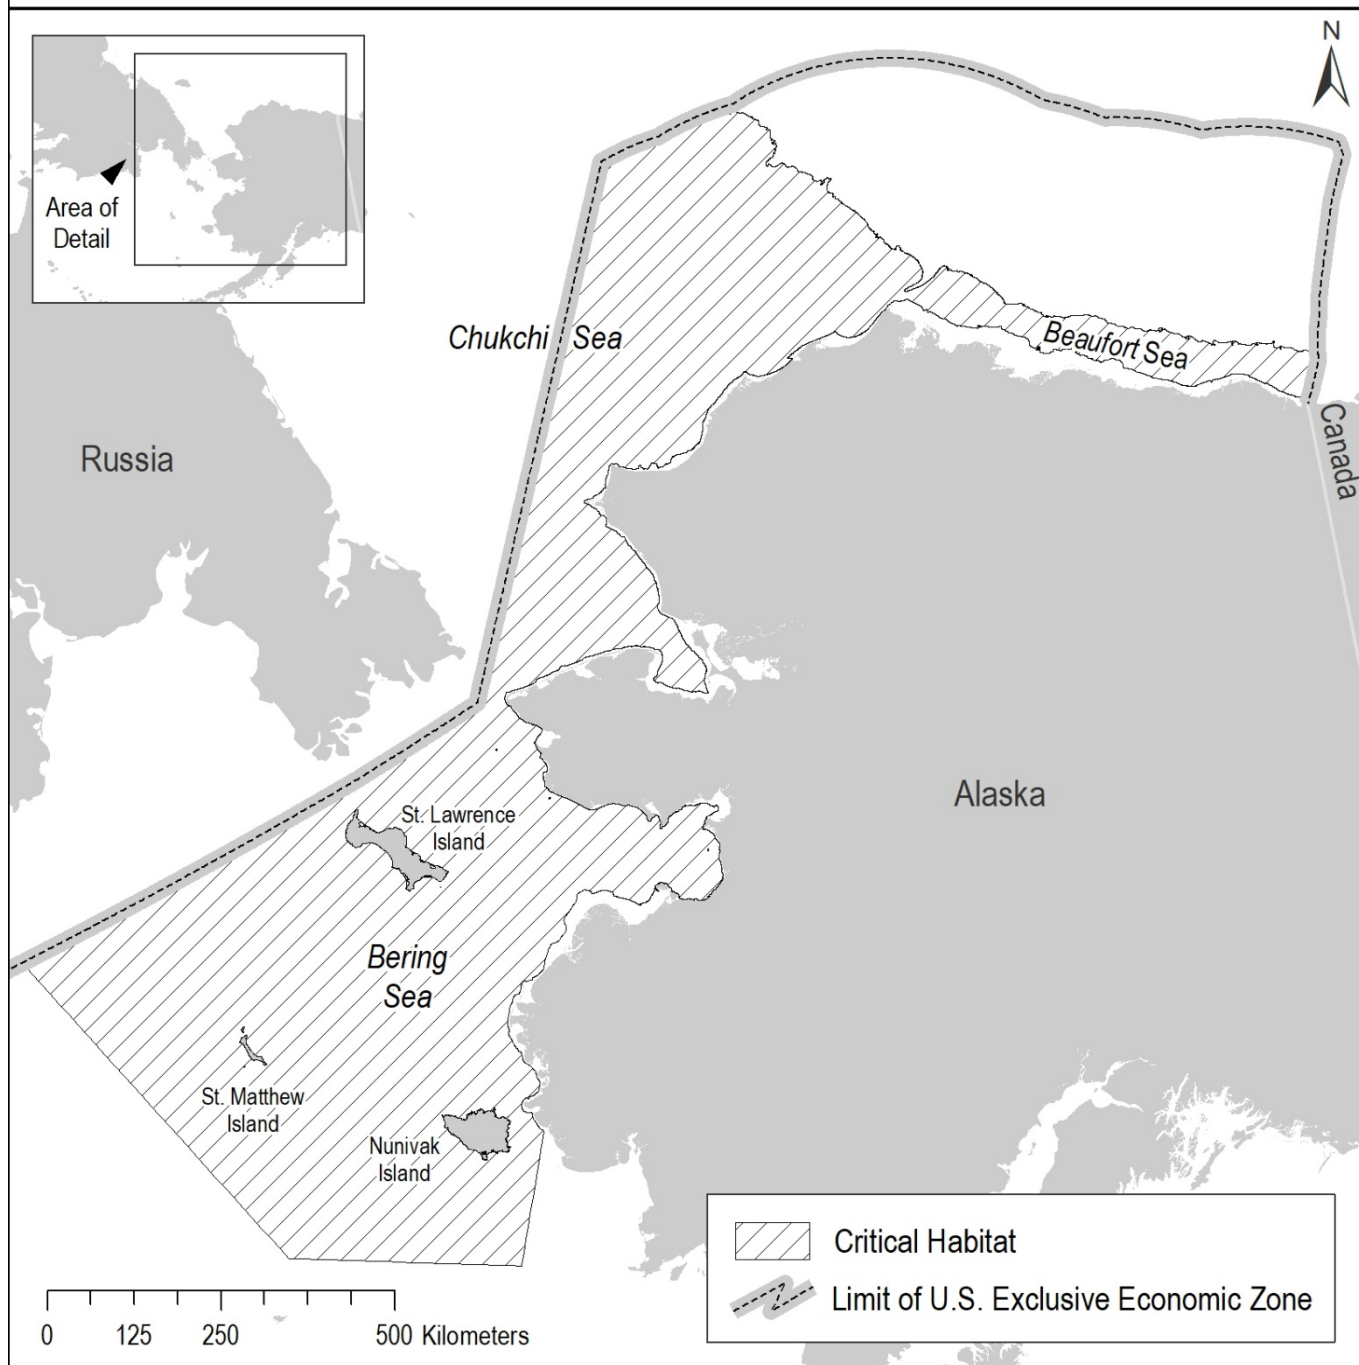 N
Area of
Detail
Chukchi Sea
Beaufort Sea
Russia
Canada
Alaska
St. Lawrence
Island
Bering
Sea
St. Matthew
Island
Nunivak
Island
Critical Habitat
Limit of U.S. Exclusive Economic Zone
0 125 250 500 Kilometers